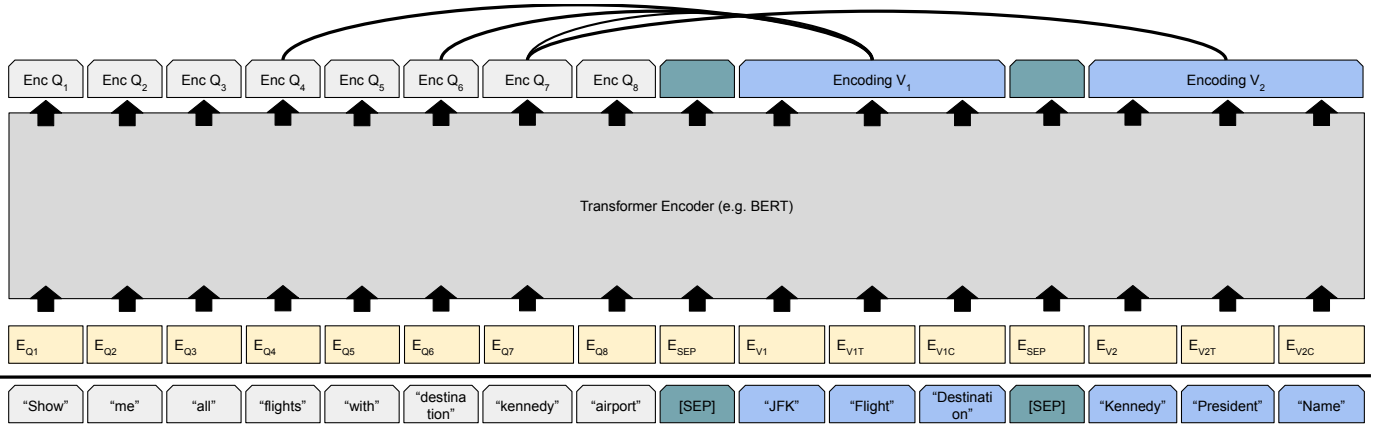 Enc Q1 Enc Q2 Enc Q3 Enc Q4 Enc Q5 Enc Q6 Enc Q7 Enc Q8 Encoding V1 Encoding V2
Transformer Encoder (e.g. BERT)
EQ1 EQ2 EQ3 EQ4 EQ5 EQ6 EQ7 EQ8 ESEP EV1 EV1T EV1C ESEP EV2 EV2T EV2C
“Show” “me” “all” “flights” “with” “destina
tion” “kennedy” “airport” [SEP] “JFK” “Flight” “Destinati
on” [SEP] “Kennedy” “President” “Name”